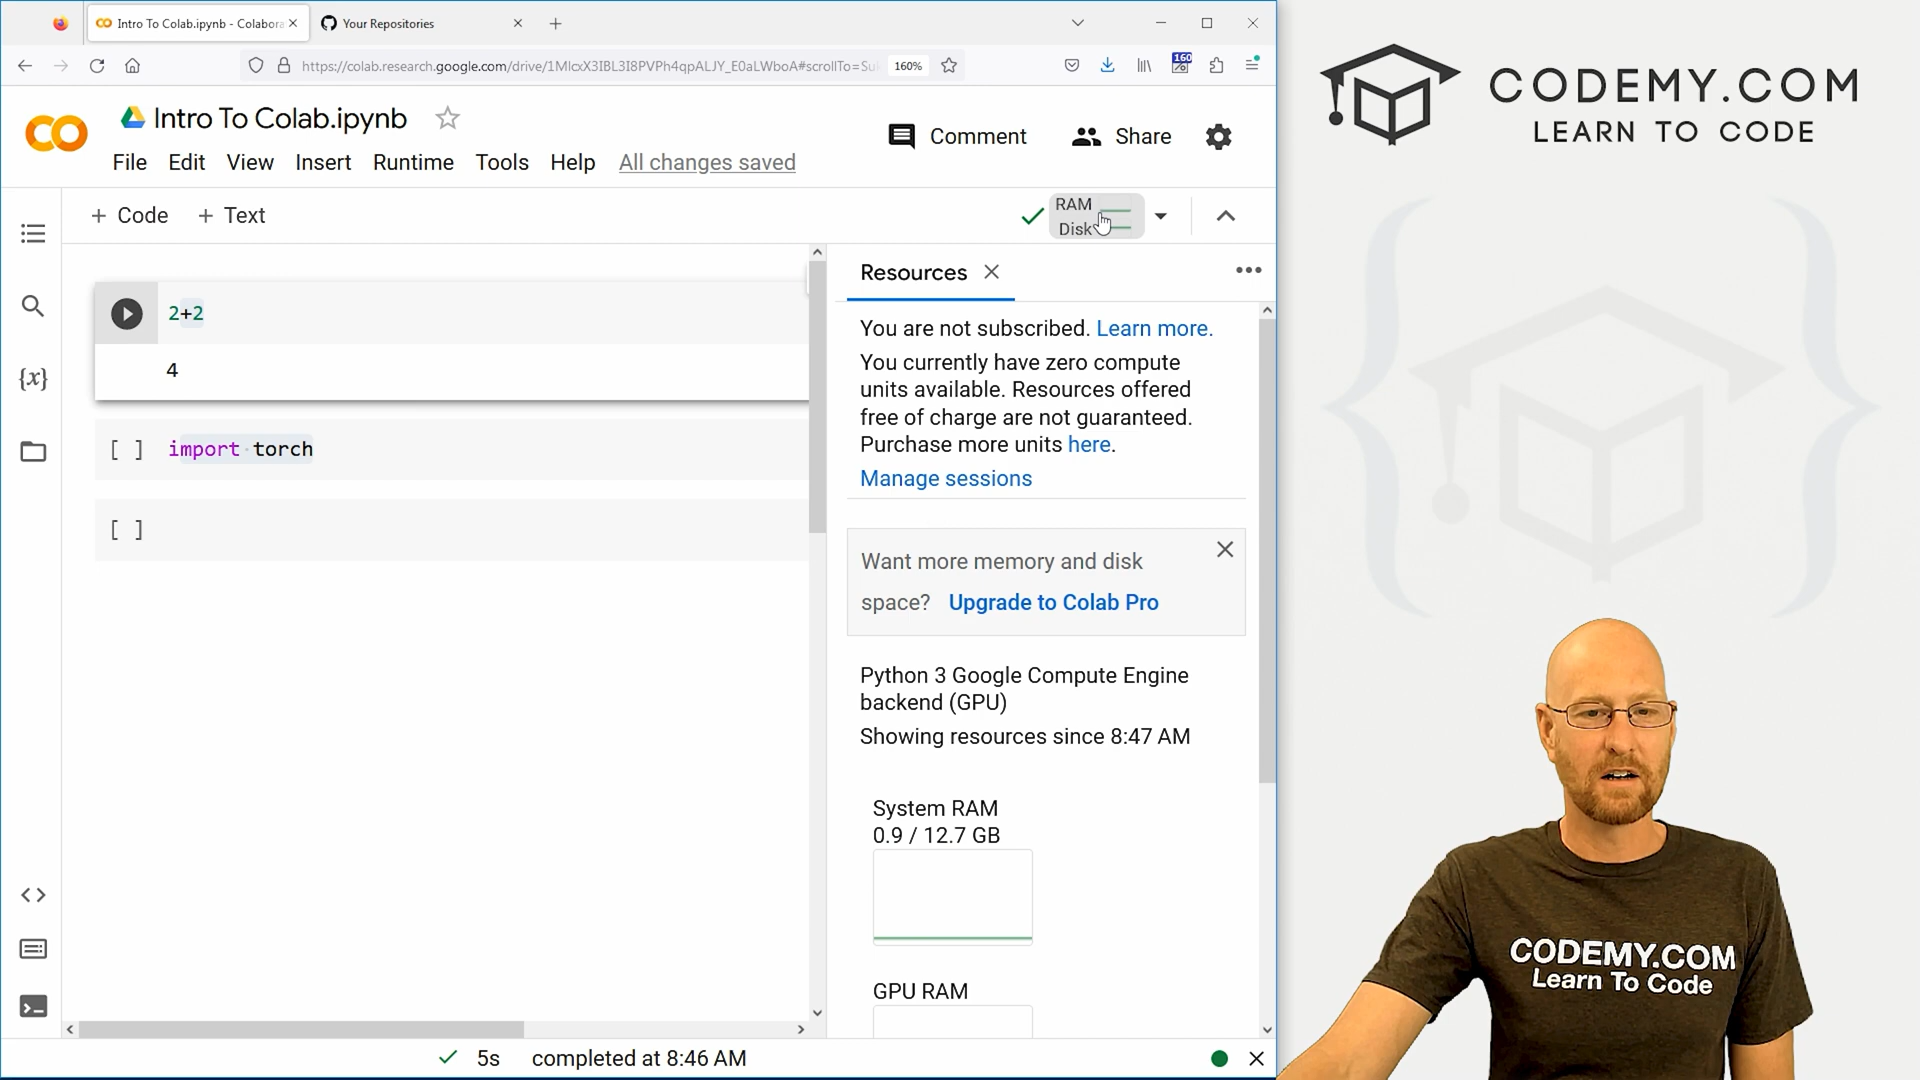 Intro To Colab.ipynb - Colabora
Your Repositories
https://colab.research.google.com/drive/1MlcxX3IBL3I8PVPh4qpALJY_E0aLWboA#scrollTo=Su
160%
160
Intro To Colab.ipynb
Comment
Share
File Edit View Insert Runtime Tools Help All changes saved
+ Code + Text
RAM
Disk
Resources
2+2
4
[ ] import torch
[ ]
{x}
You are not subscribed. Learn more.
You currently have zero compute
units available. Resources offered
free of charge are not guaranteed.
Purchase more units here.
Manage sessions
Want more memory and disk
space? Upgrade to Colab Pro
Python 3 Google Compute Engine
backend (GPU)
Showing resources since 8:47 AM
System RAM
0.9 / 12.7 GB
GPU RAM
5s completed at 8:46 AM
CODEMY.COM
LEARN TO CODE
CODEMY.COM
Learn To Code